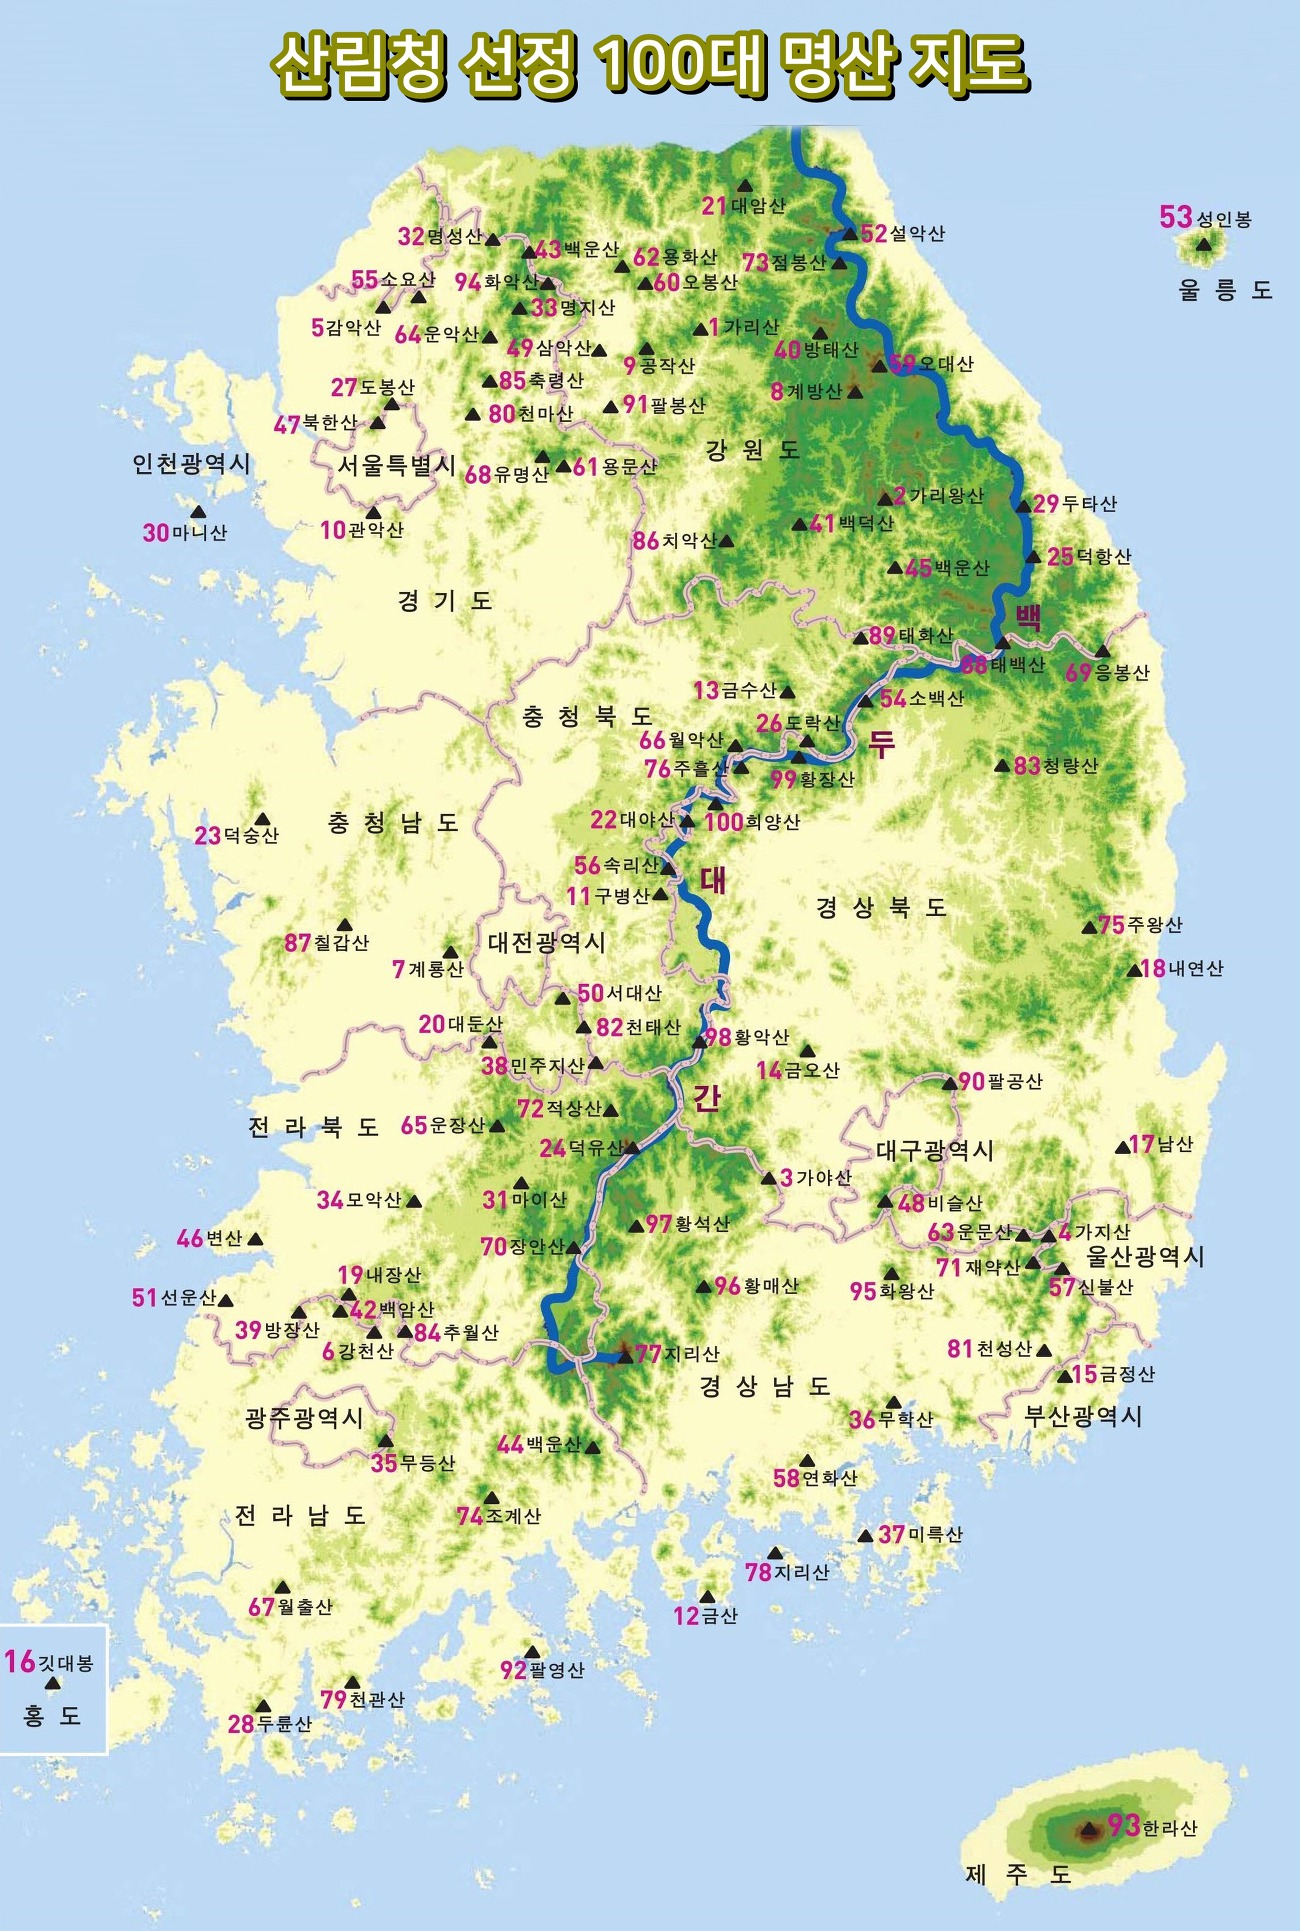 산림청 선정 100대 명산 지도
21대암산
53성인봉
울릉도
32명성산
43백운산
52설악산
62용화산
73점봉산
55소요산
94화악산
60오봉산
33명지산
5감악산
64운악산
1가리산
49삼악산
40방태산
9공작산
59오대산
85축령산
27도봉산
8계방산
91팔봉산
80천마산
47북한산
강원도
인천광역시
서울특별시
68유명산
61용문산
2가리왕산
29두타산
30마니산
10관악산
41백덕산
86치악산
25덕항산
45백운산
경기도
백
89태화산
68태백산
69응봉산
13금수산
54소백산
충청북도
26도락산
66월악산
두
76주흘산
83청량산
99황장산
22대야산
100희양산
충청남도
23덕숭산
56속리산
대
11구병산
경상북도
75주왕산
87칠갑산
대전광역시
7계룡산
18내연산
50서대산
20대둔산
82천태산
98황악산
38민주지산
14금오산
90팔공산
간
72적상산
전라북도
65운장산
24덕유산
대구광역시
17남산
3가야산
31마이산
34모악산
48비슬산
97황석산
46변산
63운문산
4가지산
70장안산
울산광역시
71재약산
19내장산
96황매산
95화왕산
57신불산
51선운산
42백암산
39방장산
84추월산
6강천산
81천성산
77지리산
15금정산
경상남도
광주광역시
36무학산
부산광역시
44백운산
35무등산
58연화산
74조계산
전라남도
37미륵산
78지리산
67월출산
12금산
16깃대봉
92팔영산
홍도
79천관산
28두륜산
93한라산
제주도